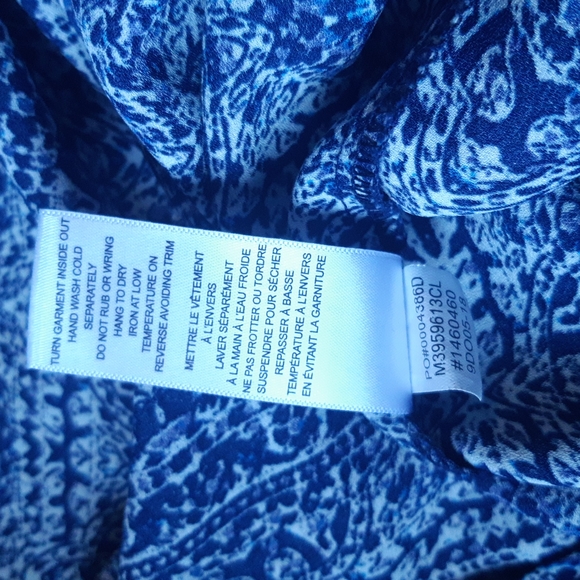 TURN GARMENT INSIDE OUT
HAND WASH COLD
SEPARATELY
DO NOT RUB OR WRING
HANG TO DRY
IRON AT LOW
TEMPERATURE ON
REVERSE AVOIDING TRIM
METTRE LE VÊTEMENT
À L'ENVERS
LAVER SÉPARÉMENT
À LA MAIN À L'EAU FROIDE
NE PAS FROTTER OU TORDRE
SUSPENDRE POUR SÉCHER
REPASSER À BASSE
TEMPÉRATURE À L'ENVERS
EN ÉVITANT LA GARNITURE
PO#0004386D
M3959613CL
#1460460
9DO05-18